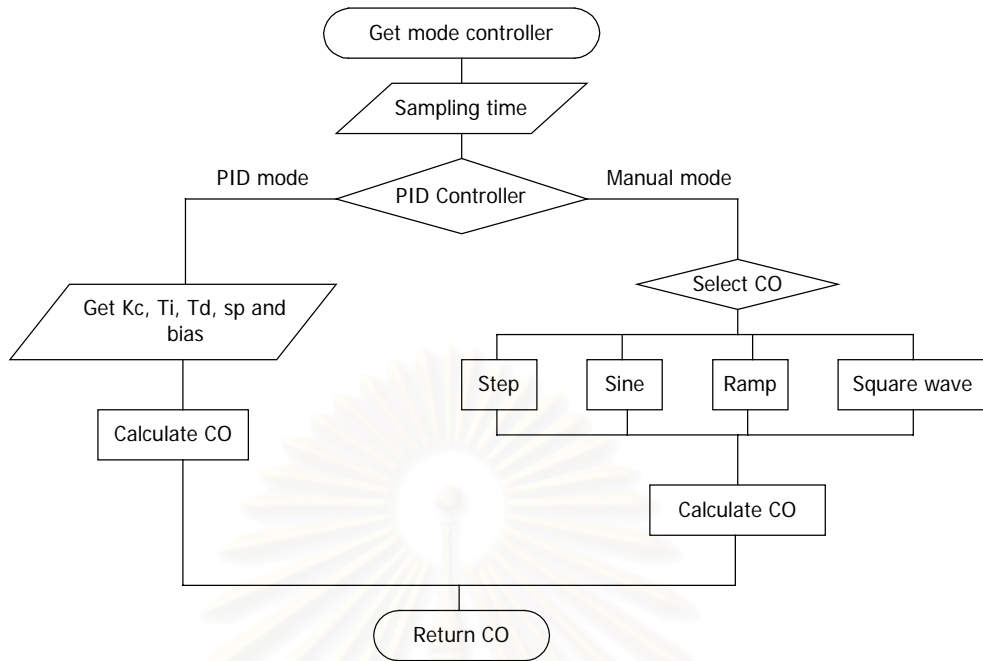 Get mode controller
Sampling time
PID mode
PID Controller
Manual mode
Select CO
Get Kc, Ti, Td, sp and
bias
Step
Sine
Ramp
Square wave
Calculate CO
Calculate CO
Return CO